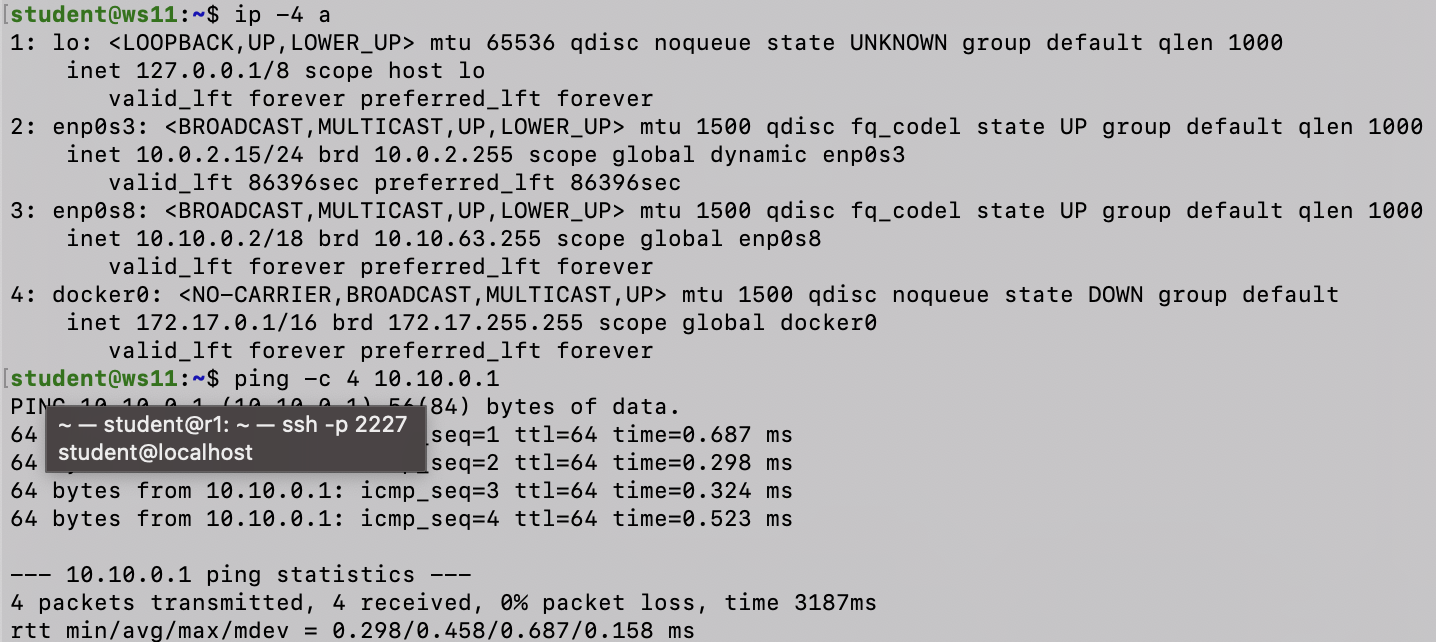 [student@ws11:~$ ip -4 a
1: lo: <LOOPBACK,UP,LOWER_UP> mtu 65536 qdisc noqueue state UNKNOWN group default qlen 1000
    inet 127.0.0.1/8 scope host lo
       valid_lft forever preferred_lft forever
2: enp0s3: <BROADCAST,MULTICAST,UP,LOWER_UP> mtu 1500 qdisc fq_codel state UP group default qlen 1000
    inet 10.0.2.15/24 brd 10.0.2.255 scope global dynamic enp0s3
       valid_lft 86396sec preferred_lft 86396sec
3: enp0s8: <BROADCAST,MULTICAST,UP,LOWER_UP> mtu 1500 qdisc fq_codel state UP group default qlen 1000
    inet 10.10.0.2/18 brd 10.10.63.255 scope global enp0s8
       valid_lft forever preferred_lft forever
4: docker0: <NO-CARRIER,BROADCAST,MULTICAST,UP> mtu 1500 qdisc noqueue state DOWN group default
    inet 172.17.0.1/16 brd 172.17.255.255 scope global docker0
       valid_lft forever preferred_lft forever
[student@ws11:~$ ping -c 4 10.10.0.1
PING 10.10.0.1 (10.10.0.1) 56(84) bytes of data.
~ — student@r1: ~ — ssh -p 2227
student@localhost
64 _seq=1 ttl=64 time=0.687 ms
64 _seq=2 ttl=64 time=0.298 ms
64 bytes from 10.10.0.1: icmp_seq=3 ttl=64 time=0.324 ms
64 bytes from 10.10.0.1: icmp_seq=4 ttl=64 time=0.523 ms
--- 10.10.0.1 ping statistics ---
4 packets transmitted, 4 received, 0% packet loss, time 3187ms
rtt min/avg/max/mdev = 0.298/0.458/0.687/0.158 ms